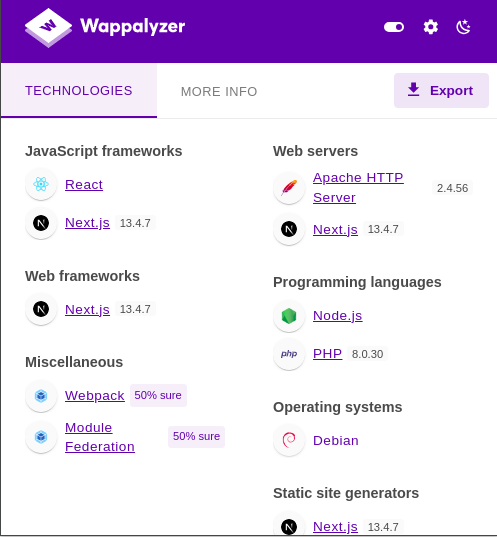 Wappalyzer
TECHNOLOGIES
MORE INFO
Export
JavaScript frameworks
React
Next.js 13.4.7
Web frameworks
Next.js 13.4.7
Miscellaneous
Webpack 50% sure
Module
Federation
50% sure
Web servers
Apache HTTP
Server
2.4.56
Next.js 13.4.7
Programming languages
Node.js
php PHP 8.0.30
Operating systems
Debian
Static site generators
Next.js 13.4.7